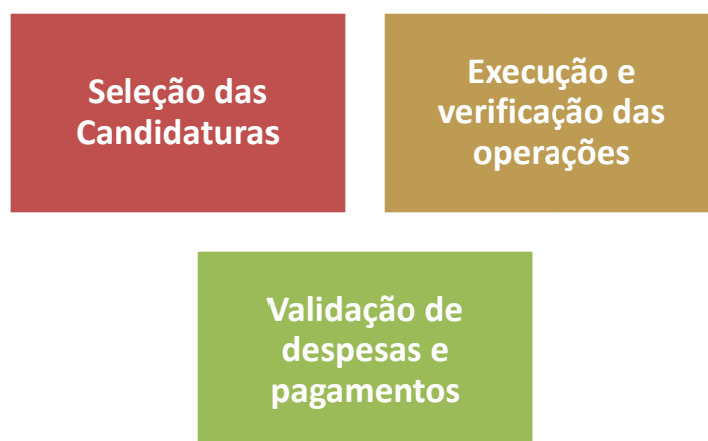 Seleção das
Candidaturas
Execução e
verificação das
operações
Validação de
despesas e
pagamentos